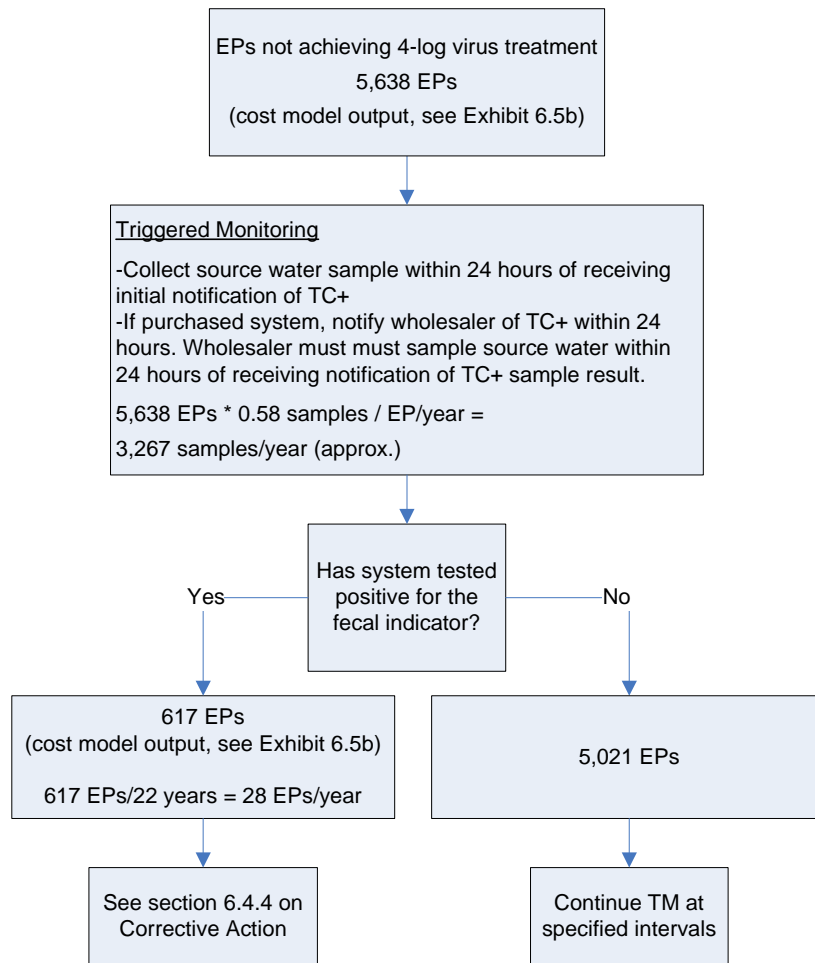 EPs not achieving 4-log virus treatment
5,638 EPs
(cost model output, see Exhibit 6.5b)
Triggered Monitoring
-Collect source water sample within 24 hours of receiving
initial notification of TC+
-If purchased system, notify wholesaler of TC+ within 24
hours. Wholesaler must must sample source water within
24 hours of receiving notification of TC+ sample result.
5,638 EPs * 0.58 samples / EP/year =
3,267 samples/year (approx.)
Has system tested
positive for the
fecal indicator?
Yes
No
617 EPs
(cost model output, see Exhibit 6.5b)
617 EPs/22 years = 28 EPs/year
5,021 EPs
See section 6.4.4 on
Corrective Action
Continue TM at
specified intervals